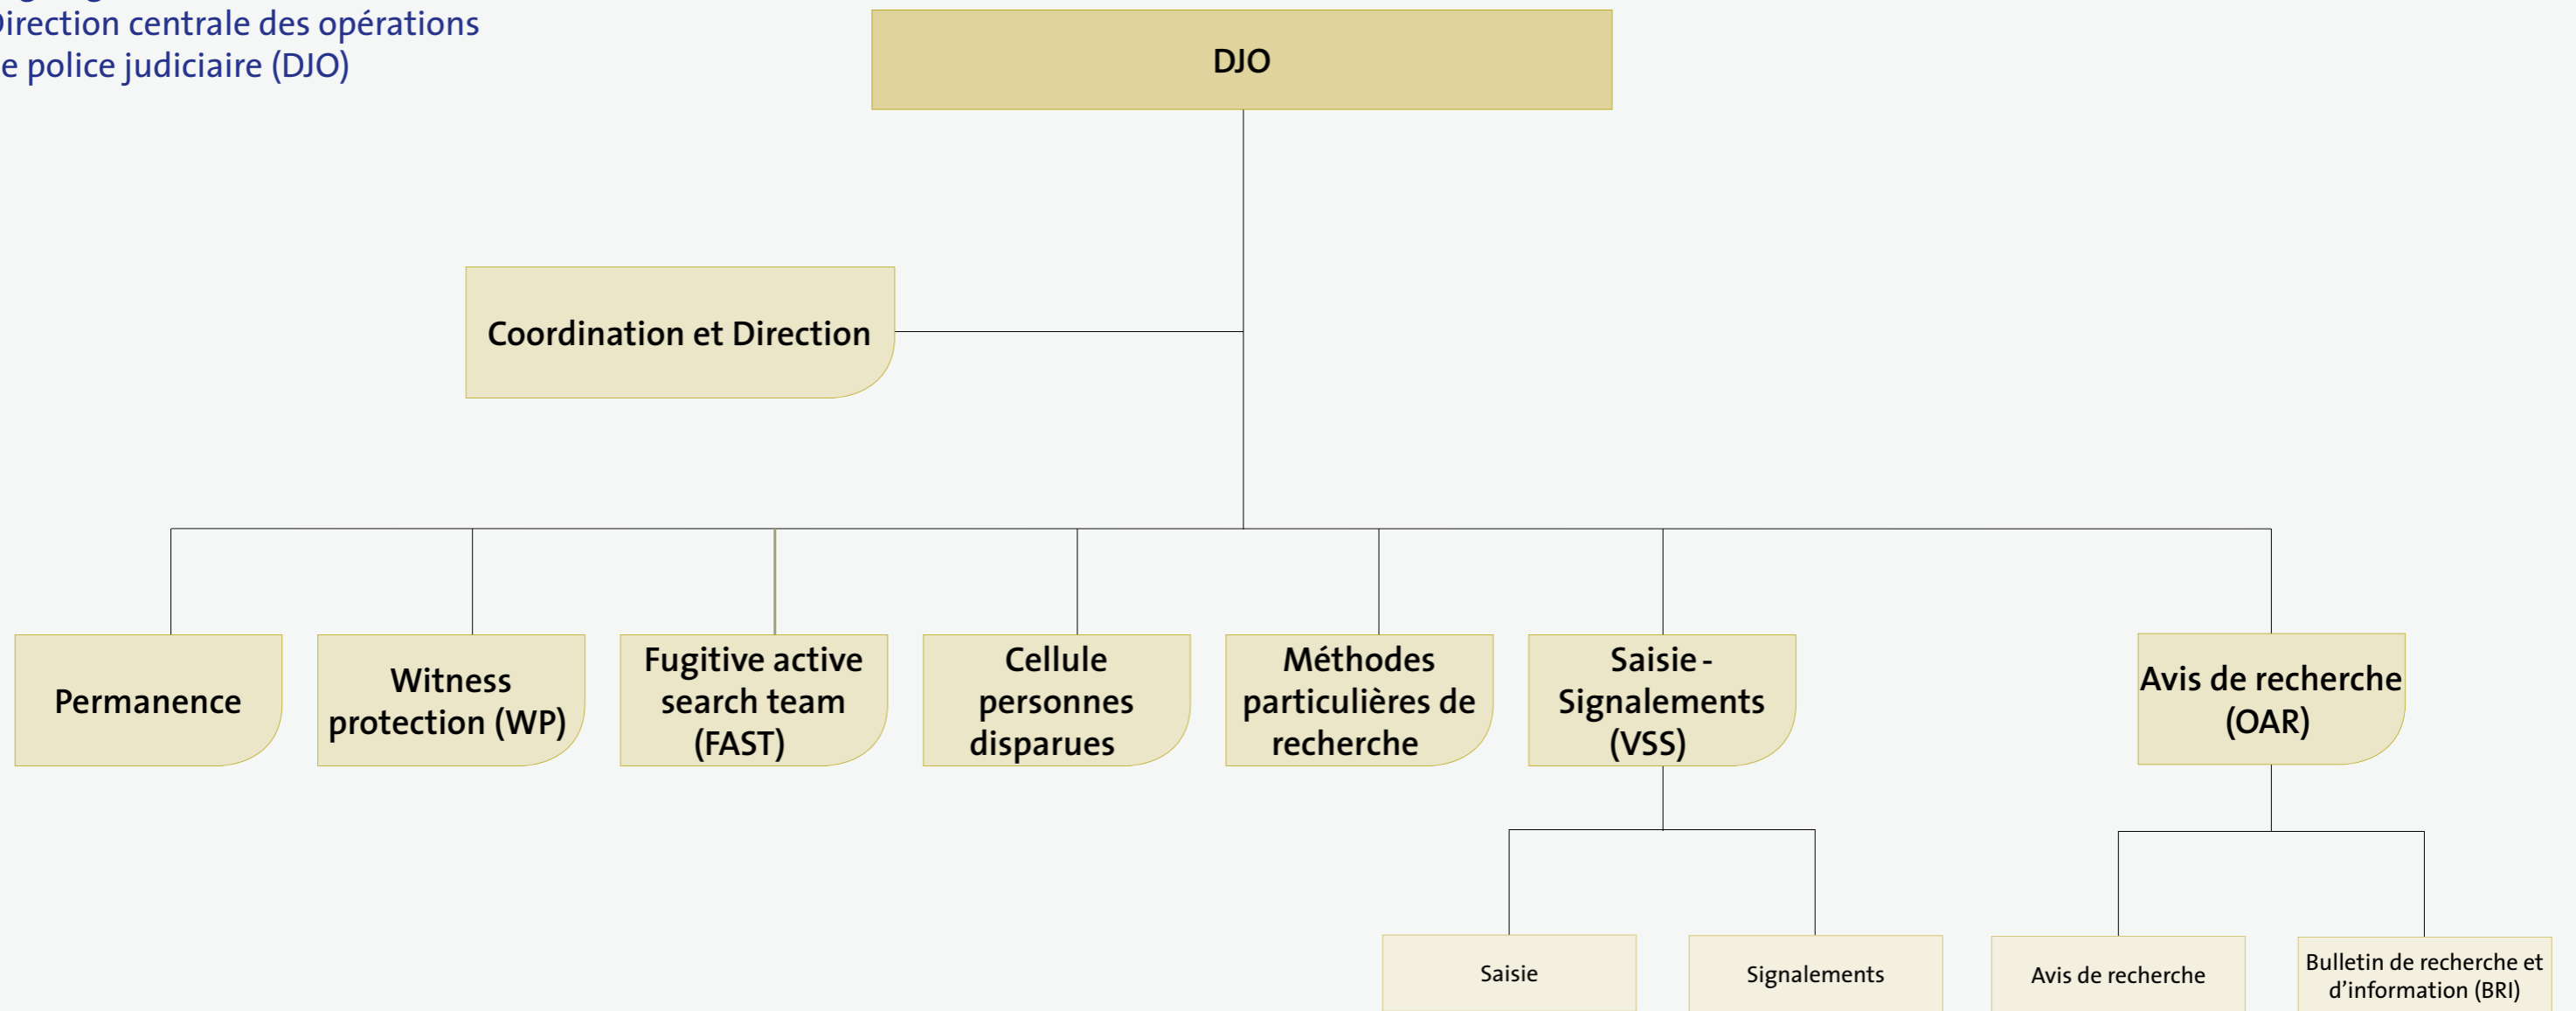 Direction centrale des opérations
e police judiciaire (DJO)
DJO
Coordination et Direction
Permanence
Witness
protection (WP)
Fugitive active
search team
(FAST)
Cellule
personnes
disparues
Méthodes
particulières de
recherche
Saisie -
Signalements
(VSS)
Avis de recherche
(OAR)
Saisie
Signalements
Avis de recherche
Bulletin de recherche et
d’information (BRI)